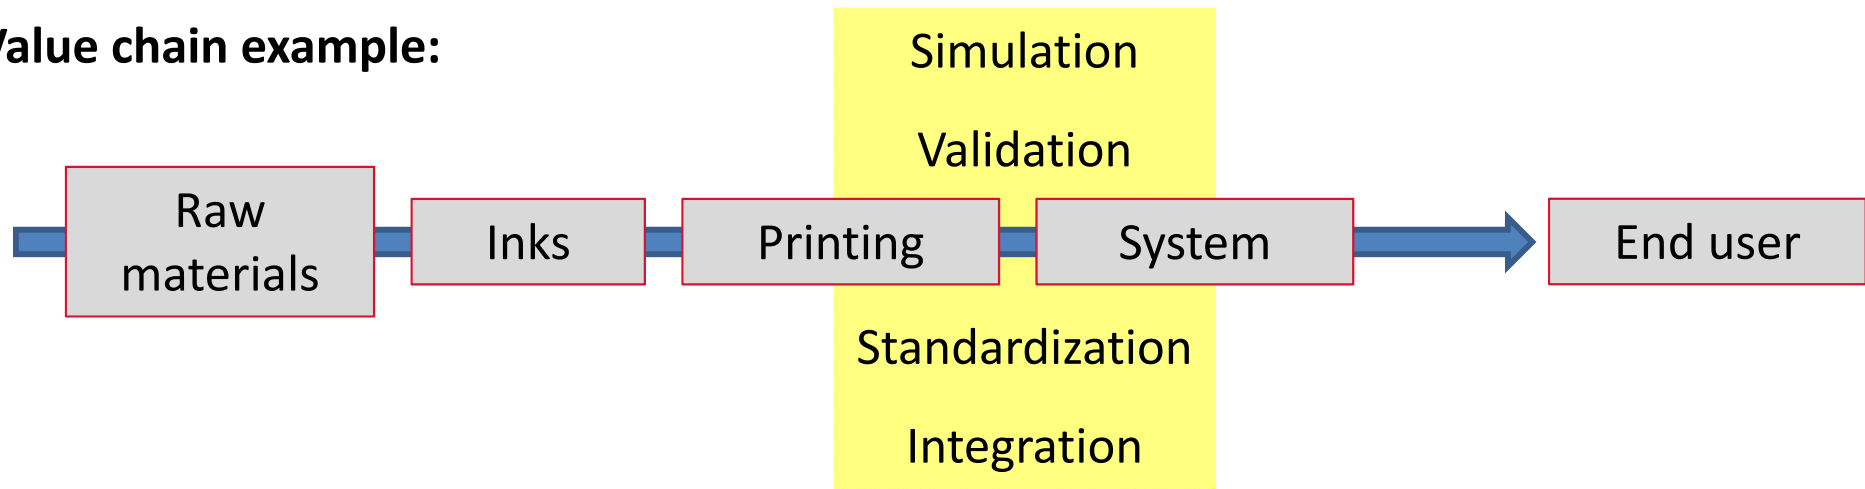 Value chain example:
Simulation
Validation
Raw
materials
Inks
Printing
System
End user
Standardization
Integration